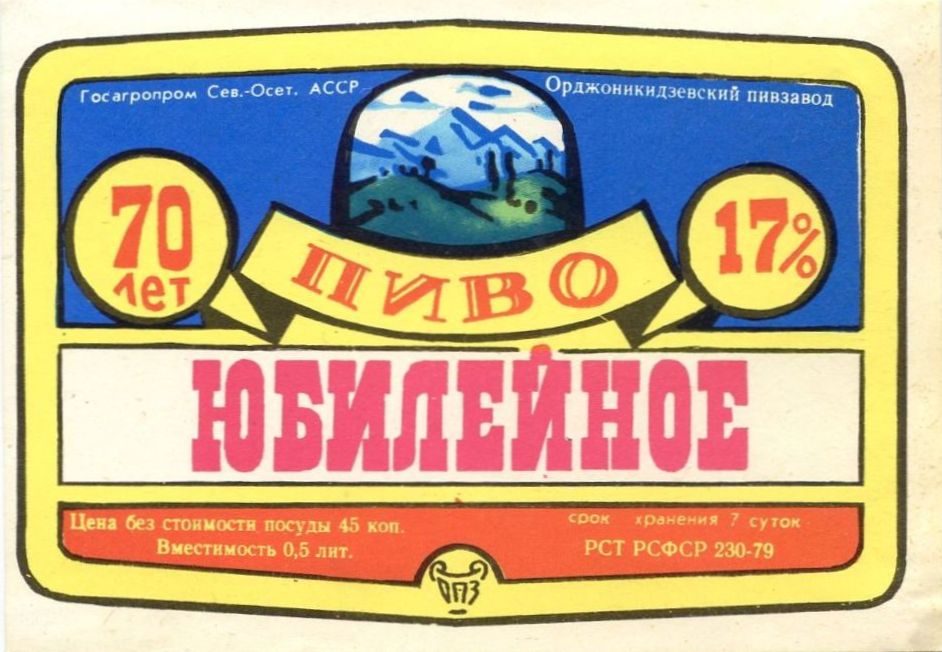 Госагропром Сев.-Осет. АССР
Орджоникидзевский пивзавод
70
лет
17%
ПИВО
ЮБИЛЕЙНОЕ
Цена без стоимости посуды 45 коп.
Вместимость 0,5 лит.
срок хранения 7 суток
РСТ РСФСР 230-79
ОПЗ